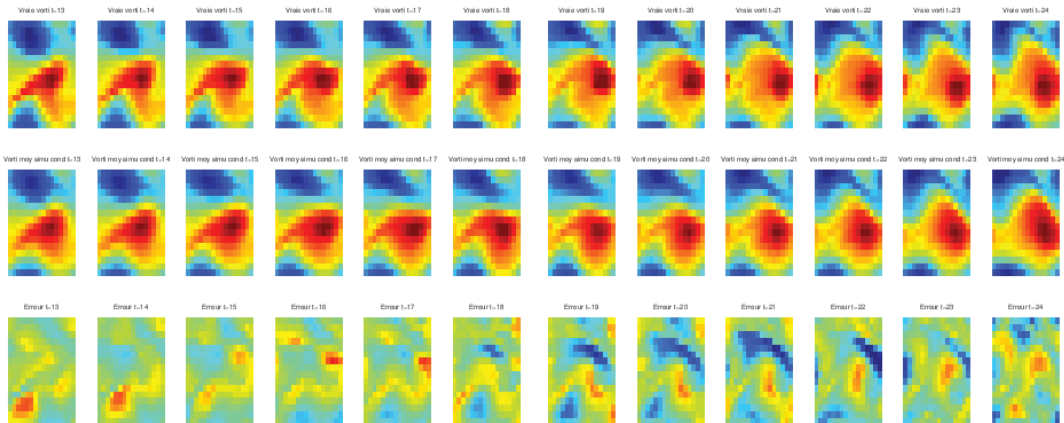 Vraie vorti t=13 Vraie vorti t=14 Vraie vorti t=15 Vraie vorti t=16 Vraie vorti t=17 Vraie vorti t=18 Vraie vorti t=19 Vraie vorti t=20 Vraie vorti t=21 Vraie vorti t=22 Vraie vorti t=23 Vraie vorti t=24
Vorti moy simu cond t=13 Vorti moy simu cond t=14 Vorti moy simu cond t=15 Vorti moy simu cond t=16 Vorti moy simu cond t=17 Vorti moy simu cond t=18 Vorti moy simu cond t=19 Vorti moy simu cond t=20 Vorti moy simu cond t=21 Vorti moy simu cond t=22 Vorti moy simu cond t=23 Vorti moy simu cond t=24
Erreur t=13 Erreur t=14 Erreur t=15 Erreur t=16 Erreur t=17 Erreur t=18 Erreur t=19 Erreur t=20 Erreur t=21 Erreur t=22 Erreur t=23 Erreur t=24